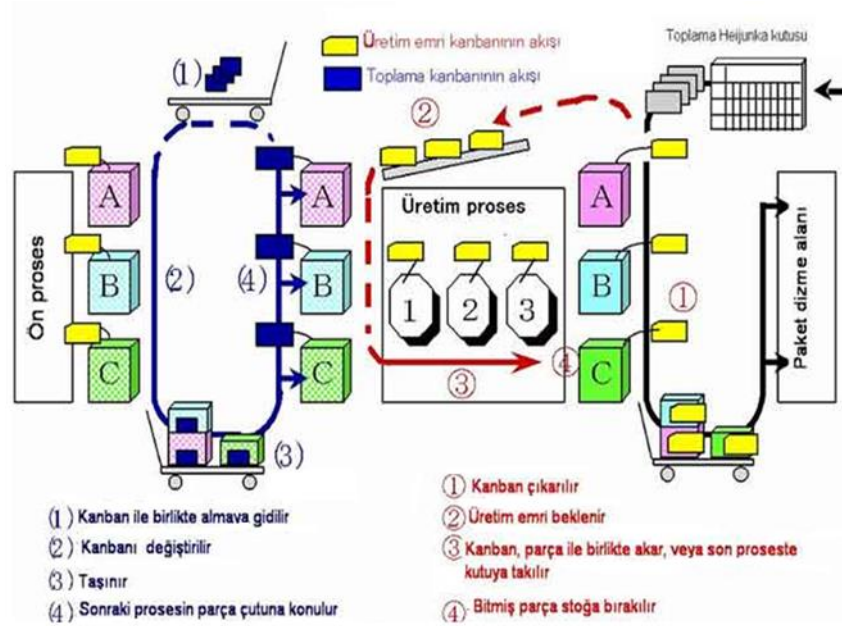 Üretim emri kanbanının akışı
Toplama kanbanının akışı
Toplama Heijunka kutusu
(1)
②
A
A
A
Üretim proses
Ön proses
B
(2)
(4)
B
1
2
3
B
①
Paket dizme alanı
C
C
③
④
C
(3)
(1) Kanban ile birlikte almava gidilir
(2) Kanbanı değiştirilir
(3) Taşınır
(4) Sonraki prosesin parça çutuna konulur
① Kanban çıkarılır
② Üretim emri beklenir
③ Kanban, parça ile birlikte akar, veya son proseste
kutuya takılır
④ Bitmiş parça stoğa bırakılır